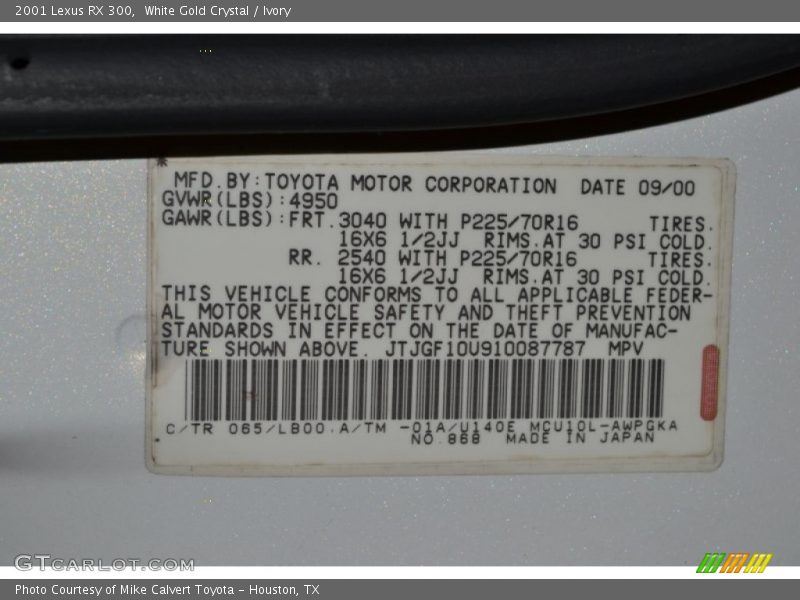 2001 Lexus RX 300, White Gold Crystal / Ivory
MFD.BY:TOYOTA MOTOR CORPORATION DATE 09/00
GVWR(LBS):4950
GAWR(LBS):FRT.3040 WITH P225/70R16 TIRES.
16X6 1/2JJ RIMS.AT 30 PSI COLD.
RR. 2540 WITH P225/70R16 TIRES.
16X6 1/2JJ RIMS.AT 30 PSI COLD.
THIS VEHICLE CONFORMS TO ALL APPLICABLE FEDER-
AL MOTOR VEHICLE SAFETY AND THEFT PREVENTION
STANDARDS IN EFFECT ON THE DATE OF MANUFAC-
TURE SHOWN ABOVE. JTJGF10U910087787 MPV
C/TR 065/LB00.A/TM -01A/U140E MCU10L-AWPGKA
NO.868 MADE IN JAPAN
GTCarLot.com
Photo Courtesy of Mike Calvert Toyota - Houston, TX